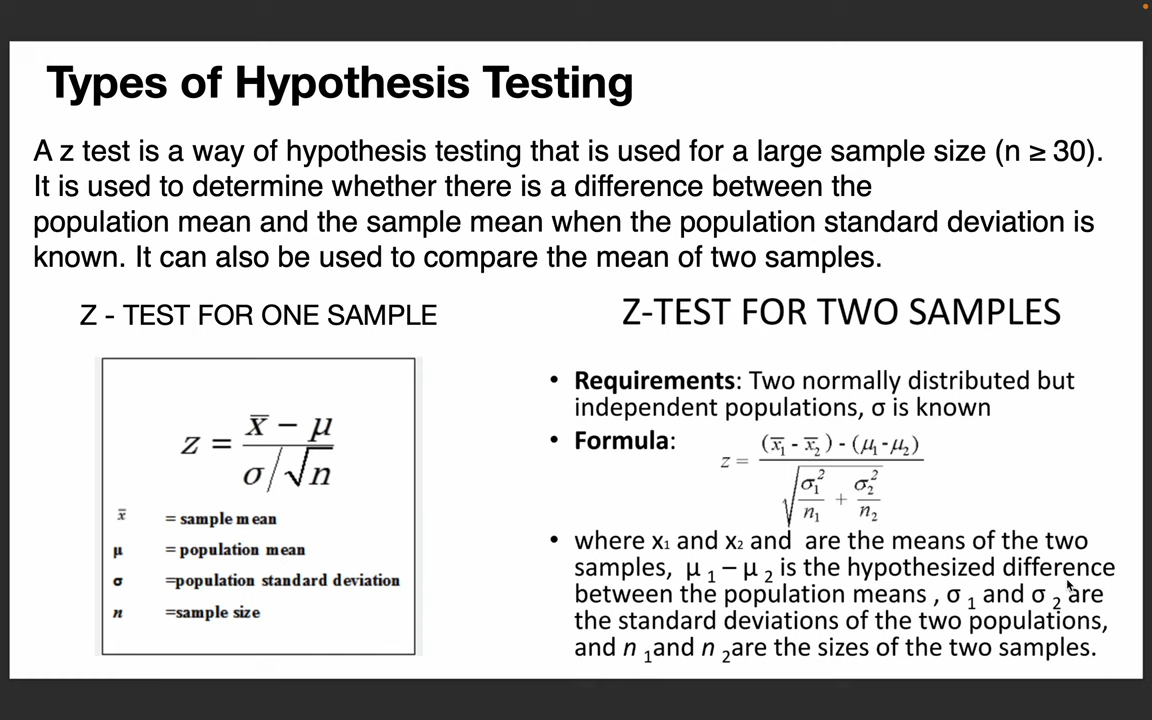 Types of Hypothesis Testing
A z test is a way of hypothesis testing that is used for a large sample size (n ≥ 30).
It is used to determine whether there is a difference between the
population mean and the sample mean when the population standard deviation is
known. It can also be used to compare the mean of two samples.
Z - TEST FOR ONE SAMPLE
z = (x̄ − μ) / (σ/√n)
x̄ = sample mean
μ = population mean
σ =population standard deviation
n =sample size
Z-TEST FOR TWO SAMPLES
• Requirements: Two normally distributed but
independent populations, σ is known
• Formula: z = ((x̄₁ - x̄₂) - (μ₁ - μ₂)) / √(σ₁²/n₁ + σ₂²/n₂)
• where x₁ and x₂ and are the means of the two
samples, μ ₁ – μ ₂ is the hypothesized difference
between the population means , σ ₁ and σ ₂ are
the standard deviations of the two populations,
and n ₁and n ₂are the sizes of the two samples.